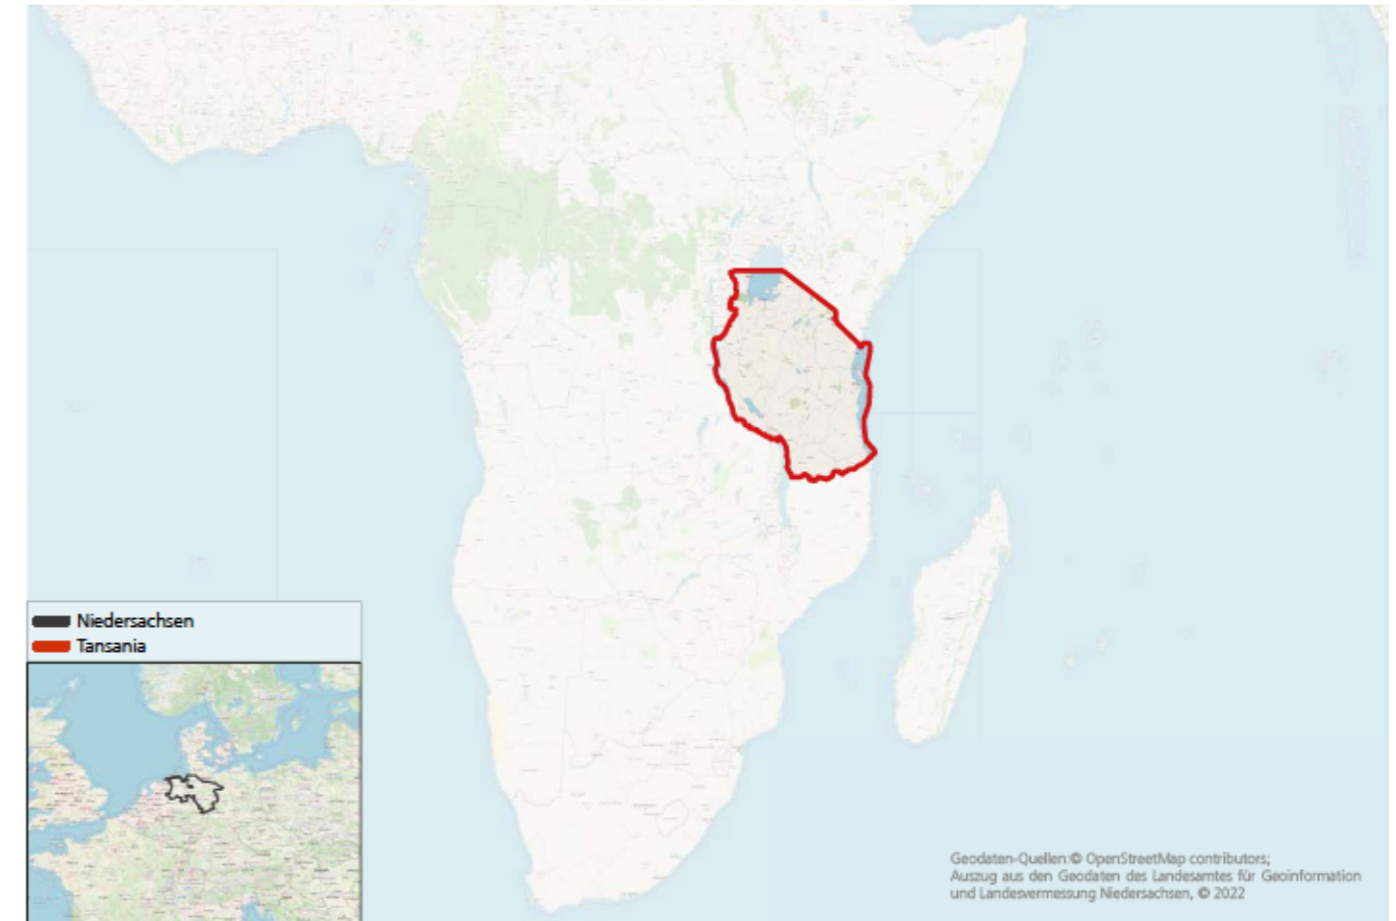 Niedersachsen
Tansania
Geodaten-Quellen:© OpenStreetMap contributors;
Auszug aus den Geodaten des Landesamtes für Geoinformation
und Landesvermessung Niedersachsen, © 2022